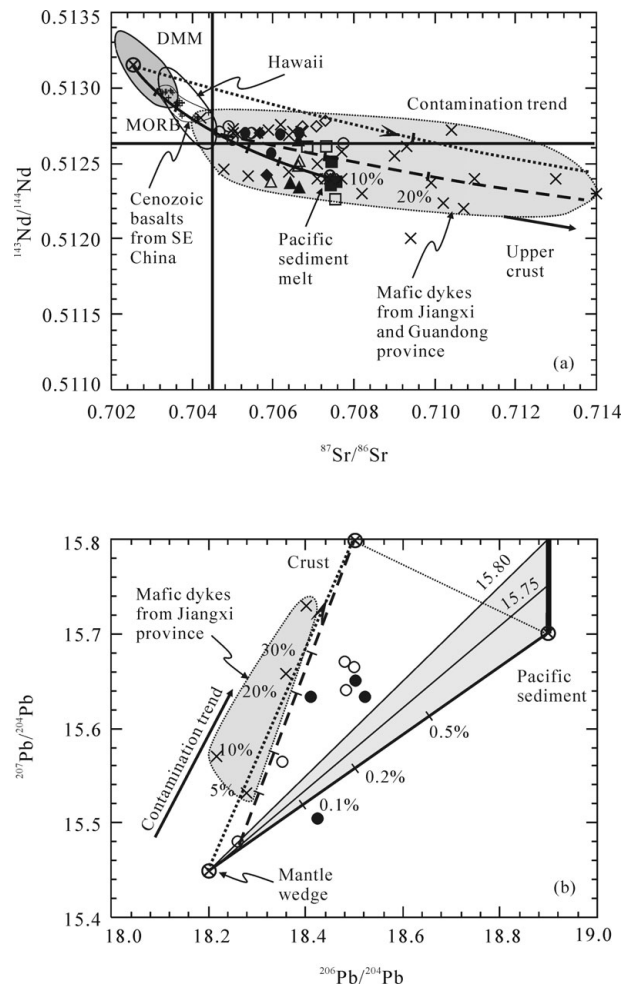 0.5135
DMM
Hawaii
0.5130
Contamination trend
MORB
0.5125
10%
20%
Cenozoic
basalts
from SE
China
Pacific
sediment
melt
Upper
crust
Mafic dykes
from Jiangxi
and Guandong
province
0.5120
0.5115
0.5110
(a)
143Nd/144Nd
0.702 0.704 0.706 0.708 0.710 0.712 0.714
87Sr/86Sr
15.8
Crust
15.80
15.75
Mafic dykes
from Jiangxi
province
15.7
30%
20%
Pacific
sediment
15.6
0.5%
10%
0.2%
5%
0.1%
15.5
Contamination trend
Mantle
wedge
(b)
15.4
207Pb/204Pb
18.0 18.2 18.4 18.6 18.8 19.0
206Pb/204Pb